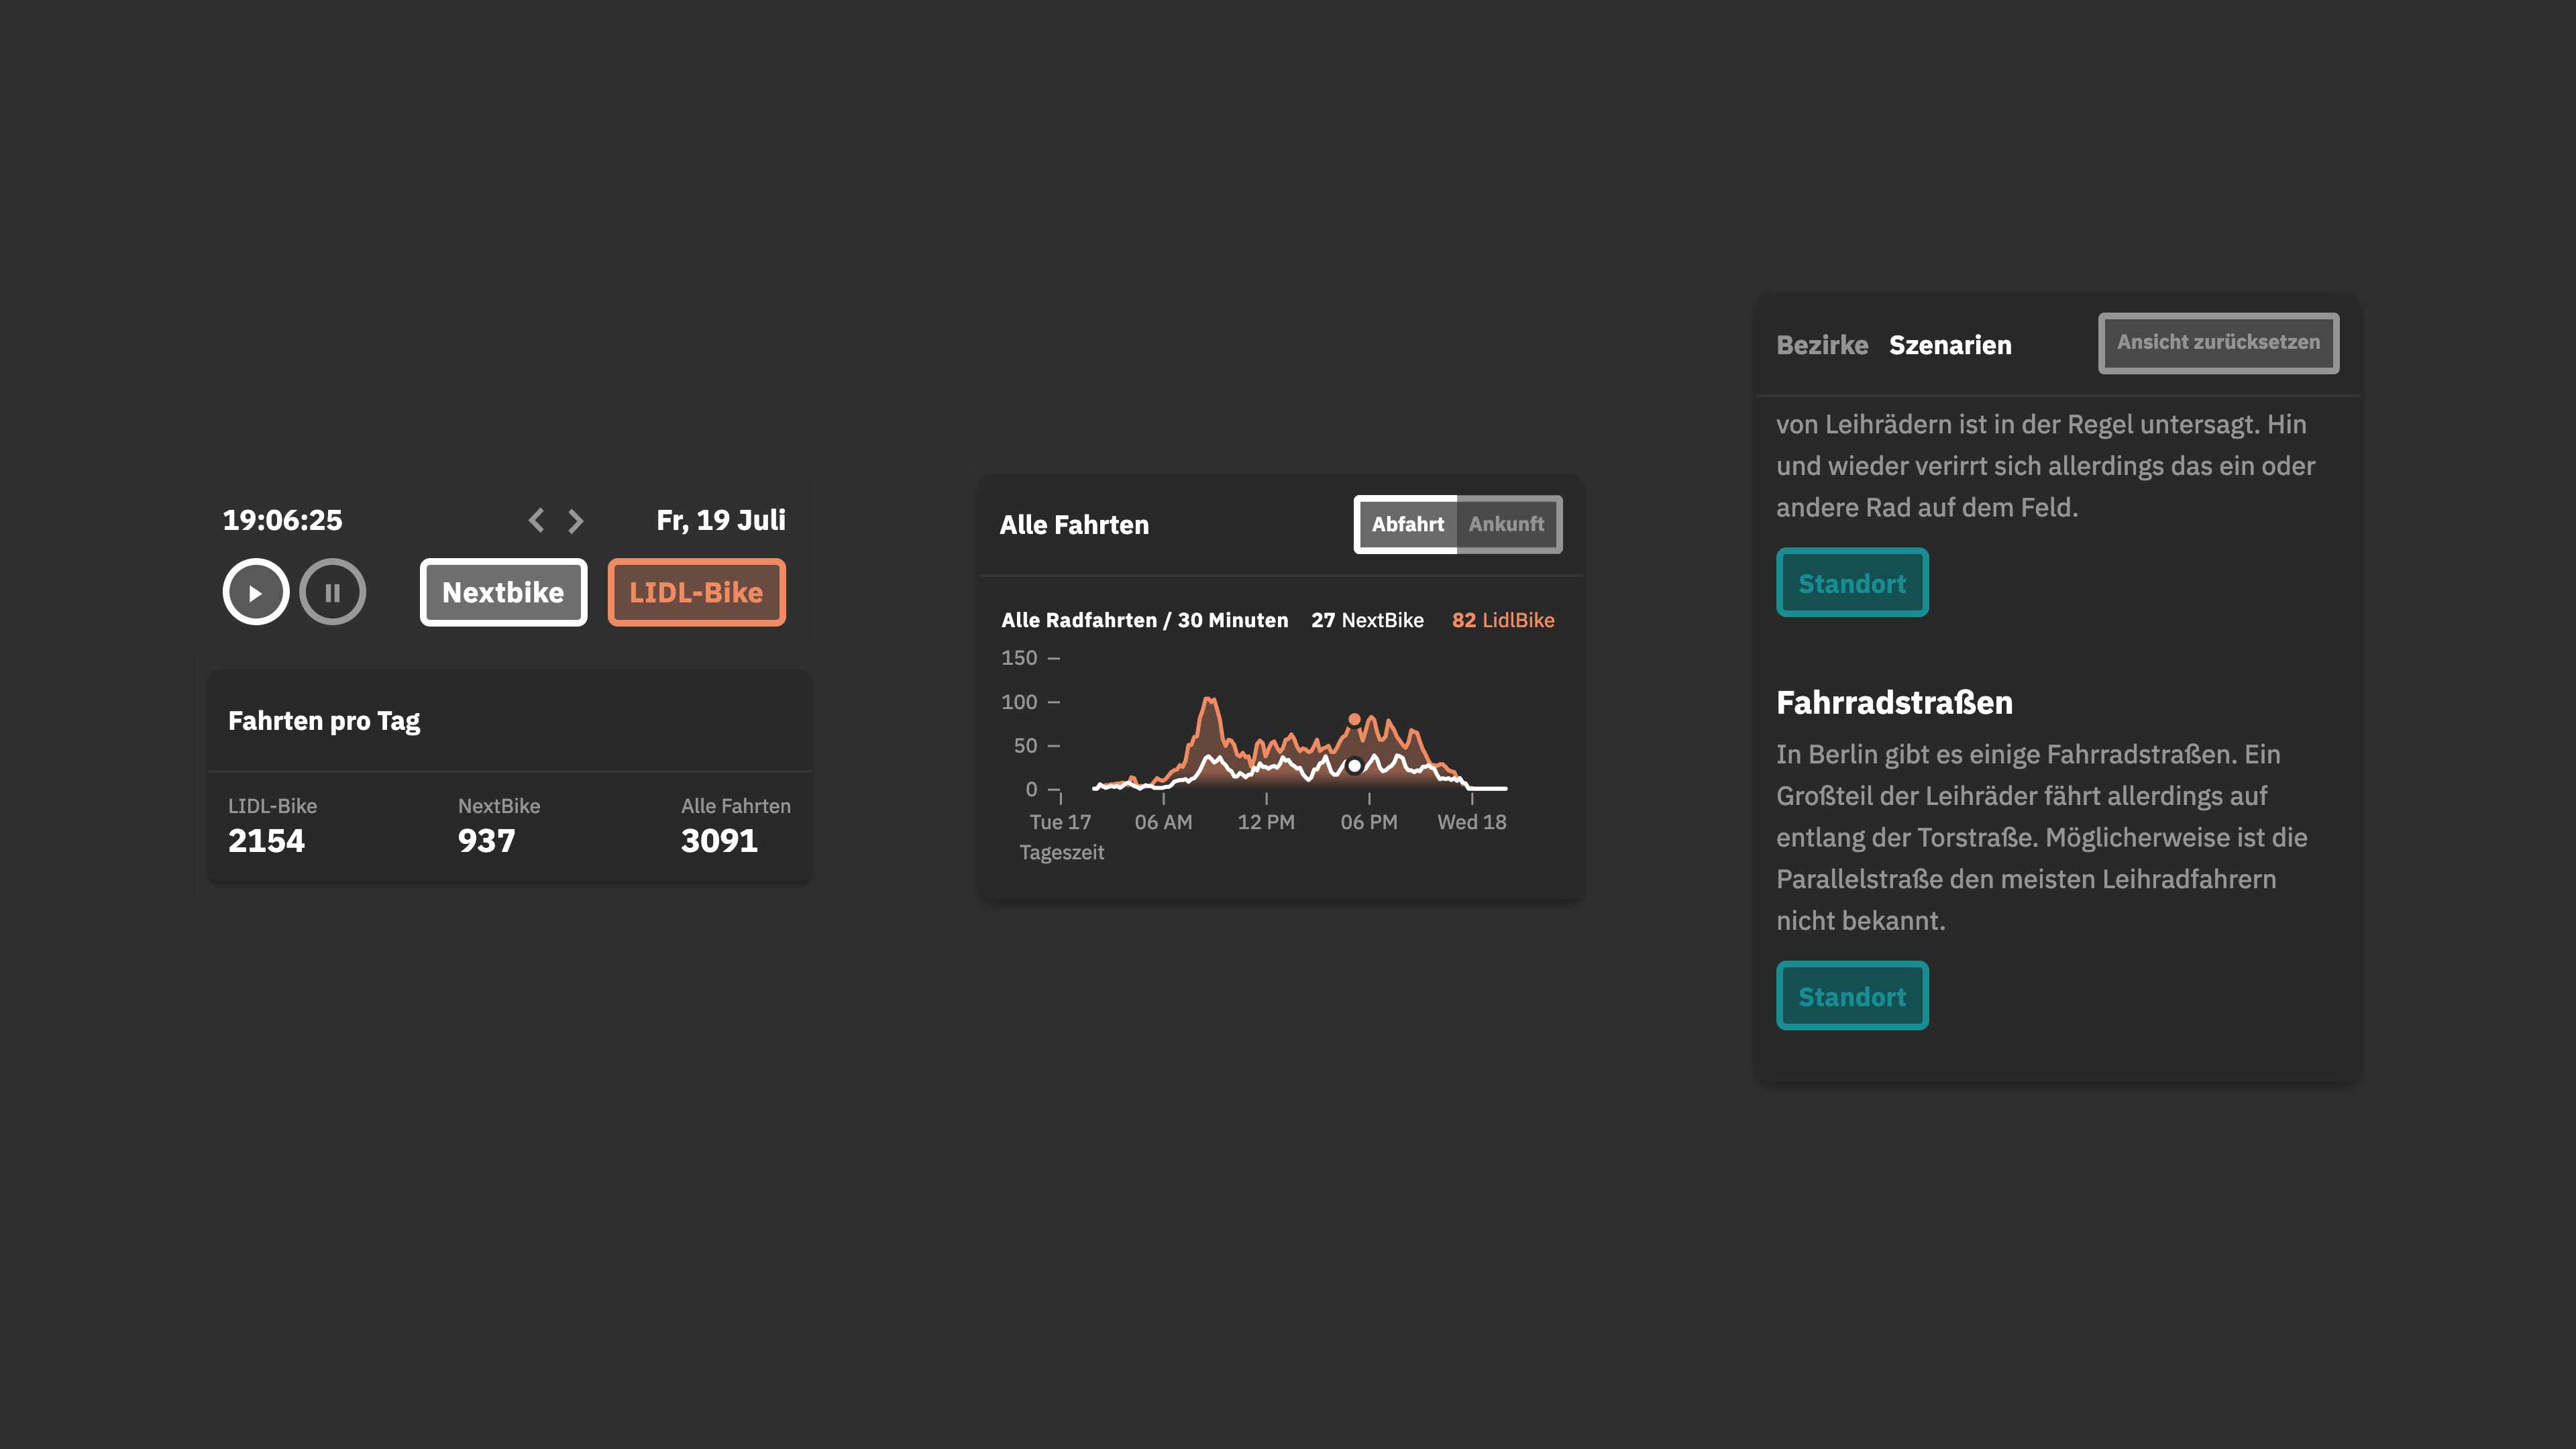 19:06:25
Fr, 19 Juli
Nextbike
LIDL-Bike
Fahrten pro Tag
LIDL-Bike
NextBike
Alle Fahrten
2154
937
3091
Alle Fahrten
Abfahrt
Ankunft
Alle Radfahrten / 30 Minuten
27 NextBike
82 LidlBike
150
100
50
0
Tue 17
06 AM
12 PM
06 PM
Wed 18
Tageszeit
Bezirke
Szenarien
Ansicht zurücksetzen
von Leihrädern ist in der Regel untersagt. Hin
und wieder verirrt sich allerdings das ein oder
andere Rad auf dem Feld.
Standort
Fahrradstraßen
In Berlin gibt es einige Fahrradstraßen. Ein
Großteil der Leihräder fährt allerdings auf
entlang der Torstraße. Möglicherweise ist die
Parallelstraße den meisten Leihradfahrern
nicht bekannt.
Standort